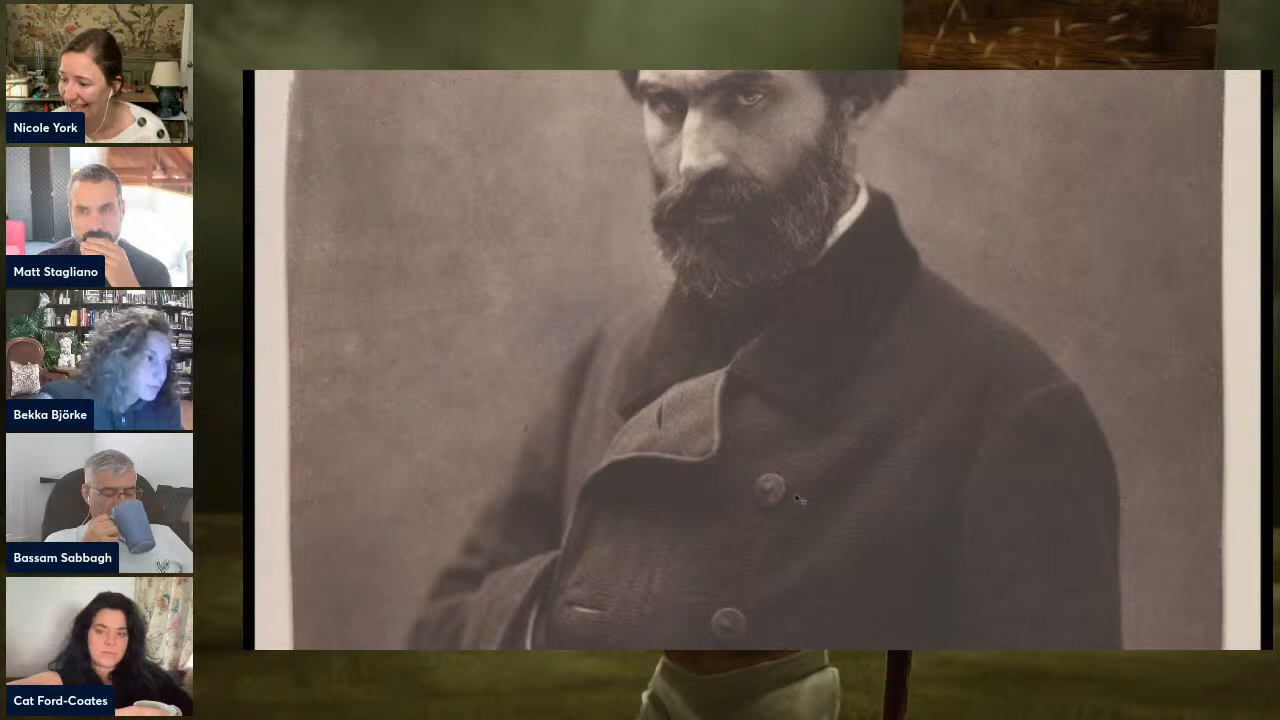 Nicole York
Matt Stagliano
Bekka Björke
Bassam Sabbagh
Cat Ford-Coates